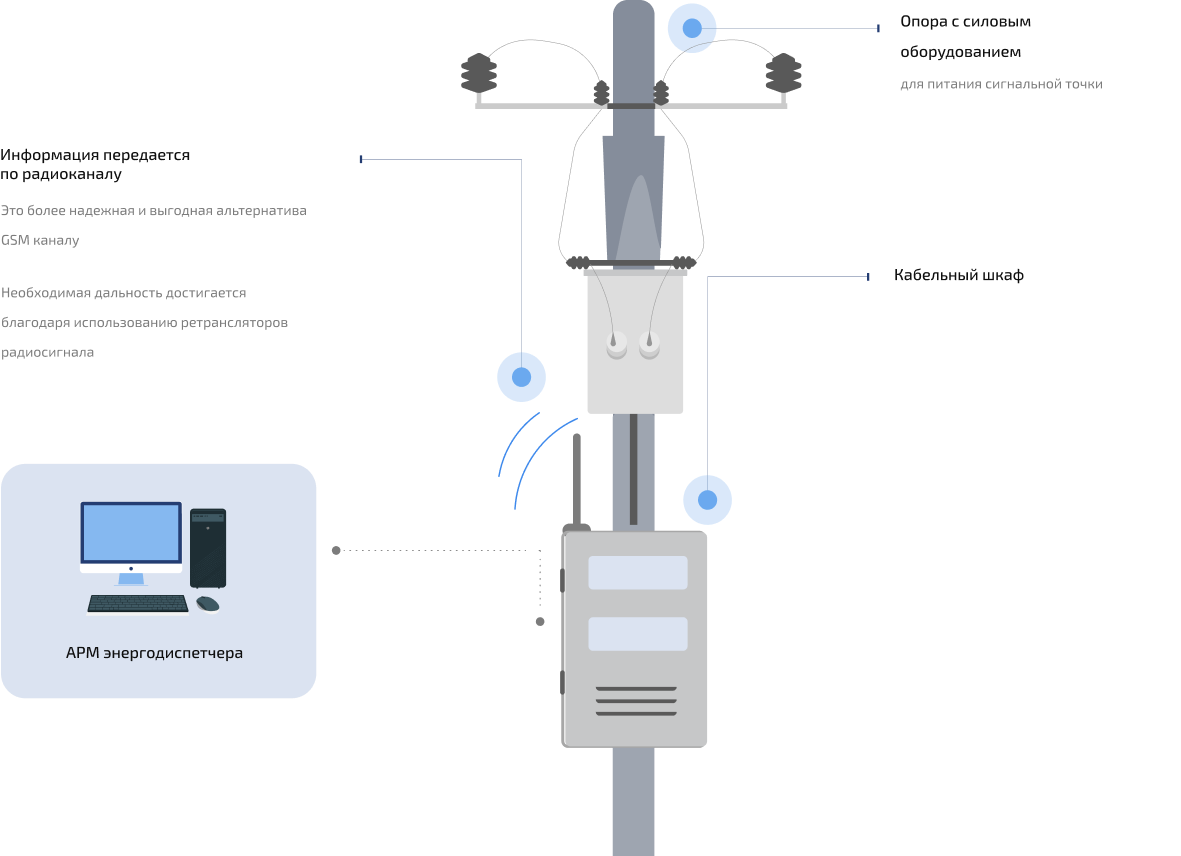 Опора с силовым
оборудованием
для питания сигнальной точки
Информация передается
по радиоканалу
Это более надежная и выгодная альтернатива
GSM каналу
Необходимая дальность достигается
благодаря использованию ретрансляторов
радиосигнала
Кабельный шкаф
АРМ энергодиспетчера